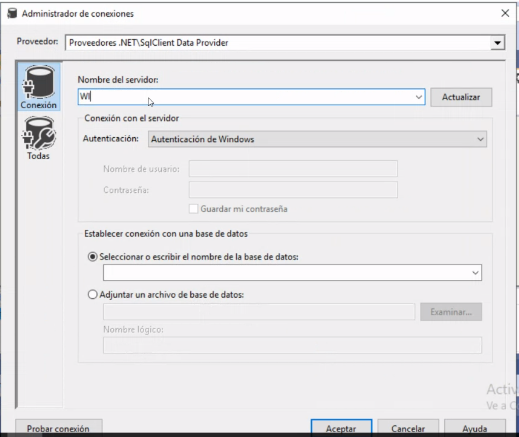 Administrador de conexiones
Proveedor: Proveedores .NET\SqlClient Data Provider
Conexión
Todas
Nombre del servidor:
WI
Actualizar
Conexión con el servidor
Autenticación: Autenticación de Windows
Nombre de usuario:
Contraseña:
Guardar mi contraseña
Establecer conexión con una base de datos
Seleccionar o escribir el nombre de la base de datos:
Adjuntar un archivo de base de datos:
Examinar...
Nombre lógico:
Activ
Ve a C
Probar conexión
Aceptar
Cancelar
Ayuda